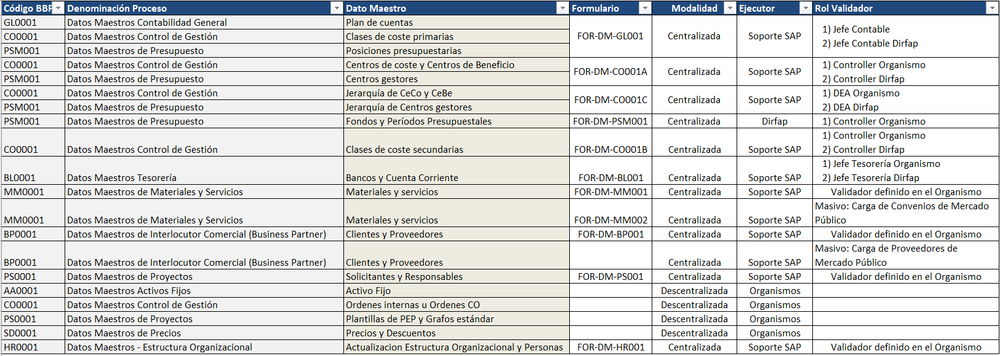 Código BBP Denominación Proceso Dato Maestro Formulario Modalidad Ejecutor Rol Validador
GL0001 Datos Maestros Contabilidad General Plan de cuentas
CO0001 Datos Maestros Control de Gestión Clases de coste primarias FOR-DM-GL001 Centralizada Soporte SAP 1) Jefe Contable
2) Jefe Contable Dirfap
PSM001 Datos Maestros de Presupuesto Posiciones presupuestarias
CO0001 Datos Maestros Control de Gestión Centros de coste y Centros de Beneficio FOR-DM-CO001A Centralizada Soporte SAP 1) Controller Organismo
PSM001 Datos Maestros de Presupuesto Centros gestores 2) Controller Dirfap
CO0001 Datos Maestros Control de Gestión Jerarquía de CeCo y CeBe FOR-DM-CO001C Centralizada Soporte SAP 1) DEA Organismo
PSM001 Datos Maestros de Presupuesto Jerarquía de Centros gestores 2) DEA Dirfap
PSM001 Datos Maestros de Presupuesto Fondos y Períodos Presupuestales FOR-DM-PSM001 Centralizada Dirfap 1) Controller Organismo
1) Controller Organismo
CO0001 Datos Maestros Control de Gestión Clases de coste secundarias FOR-DM-CO001B Centralizada Soporte SAP 2) Controller Dirfap
1) Jefe Tesorería Organismo
BL0001 Datos Maestros Tesorería Bancos y Cuenta Corriente FOR-DM-BL001 Centralizada Soporte SAP 2) Jefe Tesorería Dirfap
MM0001 Datos Maestros de Materiales y Servicios Materiales y servicios FOR-DM-MM001 Centralizada Soporte SAP Validador definido en el Organismo
Masivo: Carga de Convenios de Mercado
MM0001 Datos Maestros de Materiales y Servicios Materiales y servicios FOR-DM-MM002 Centralizada Soporte SAP Público
BP0001 Datos Maestros de Interlocutor Comercial (Business Partner) Clientes y Proveedores FOR-DM-BP001 Centralizada Soporte SAP Validador definido en el Organismo
Masivo: Carga de Proveedores de
BP0001 Datos Maestros de Interlocutor Comercial (Business Partner) Clientes y Proveedores Centralizada Soporte SAP Mercado Público
PS0001 Datos Maestros de Proyectos Solicitantes y Responsables FOR-DM-PS001 Centralizada Soporte SAP Validador definido en el Organismo
AA0001 Datos Maestros Activos Fijos Activo Fijo Descentralizada Organismos
CO0001 Datos Maestros Control de Gestión Ordenes internas u Ordenes CO Descentralizada Organismos
PS0001 Datos Maestros de Proyectos Plantillas de PEP y Grafos estándar Descentralizada Organismos
SD0001 Datos Maestros de Precios Precios y Descuentos Descentralizada Organismos
HR0001 Datos Maestros - Estructura Organizacional Actualizacion Estructura Organizacional y Personas FOR-DM-HR001 Centralizada Soporte SAP Validador definido en el Organismo